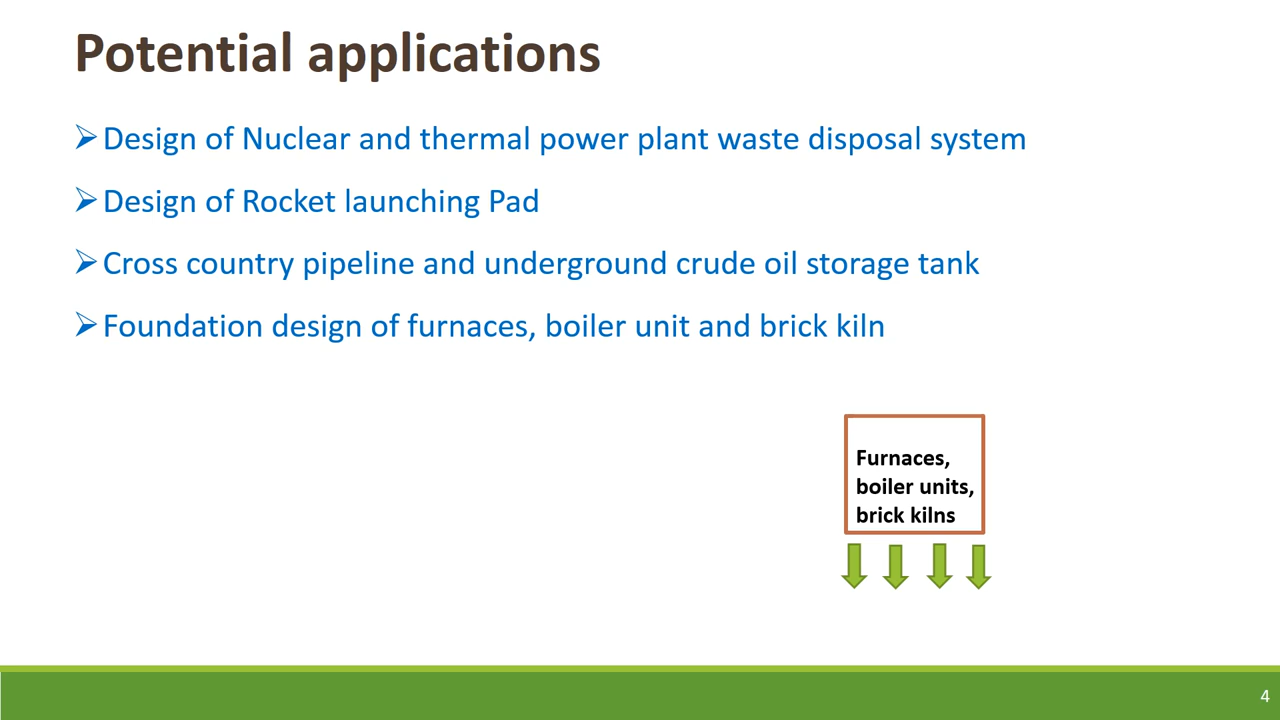 Potential applications
➢Design of Nuclear and thermal power plant waste disposal system
➢Design of Rocket launching Pad
➢Cross country pipeline and underground crude oil storage tank
➢Foundation design of furnaces, boiler unit and brick kiln
Furnaces,
boiler units,
brick kilns
4